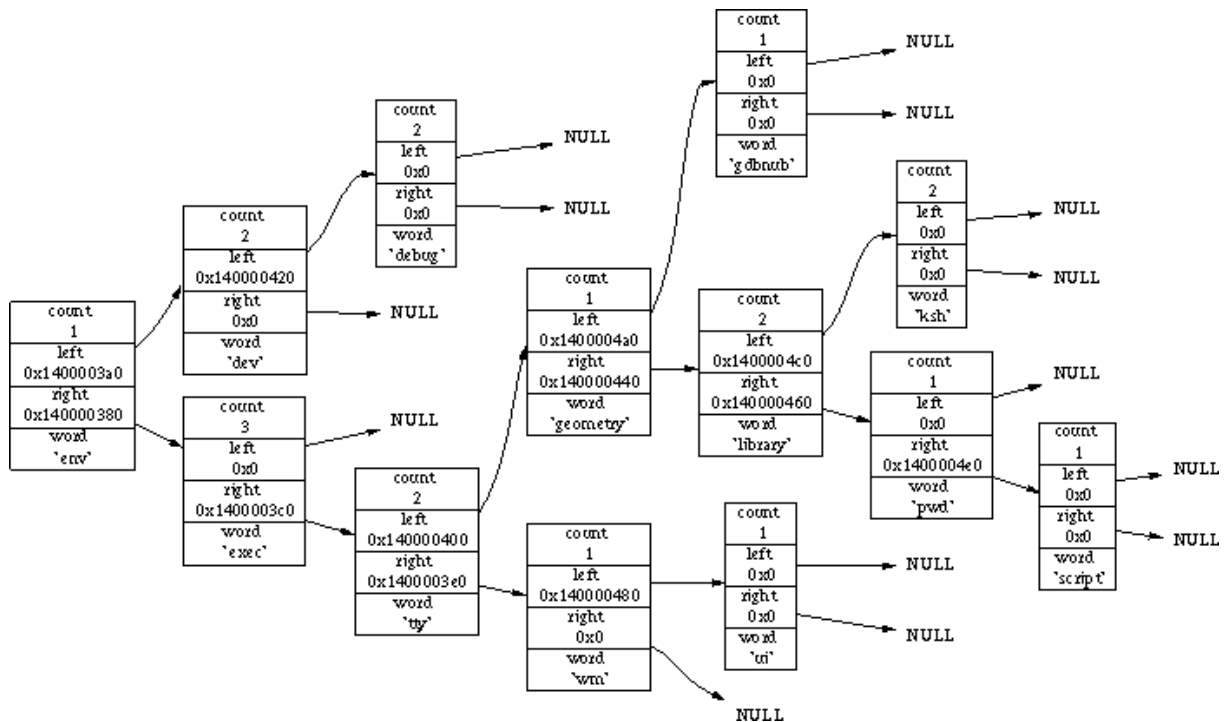 count
1
left
0x1400003a0
right
0x140000380
word
'env'
count
2
left
0x140000420
right
0x0
word
'dev'
NULL
count
3
left
0x0
right
0x1400003c0
word
'exec'
NULL
count
2
left
0x0
right
0x0
word
'debug'
NULL
NULL
count
2
left
0x140000400
right
0x1400003e0
word
'tty'
count
1
left
0x1400004a0
right
0x140000440
word
'geometry'
count
1
left
0x140000480
right
0x0
word
'wm'
NULL
count
1
left
0x0
right
0x0
word
'gdbnub'
NULL
NULL
count
2
left
0x1400004c0
right
0x140000460
word
'library'
count
1
left
0x0
right
0x0
word
'ui'
NULL
NULL
count
2
left
0x0
right
0x0
word
'ksh'
NULL
NULL
count
1
left
0x0
right
0x1400004e0
word
'pwd'
NULL
count
1
left
0x0
right
0x0
word
'script'
NULL
NULL